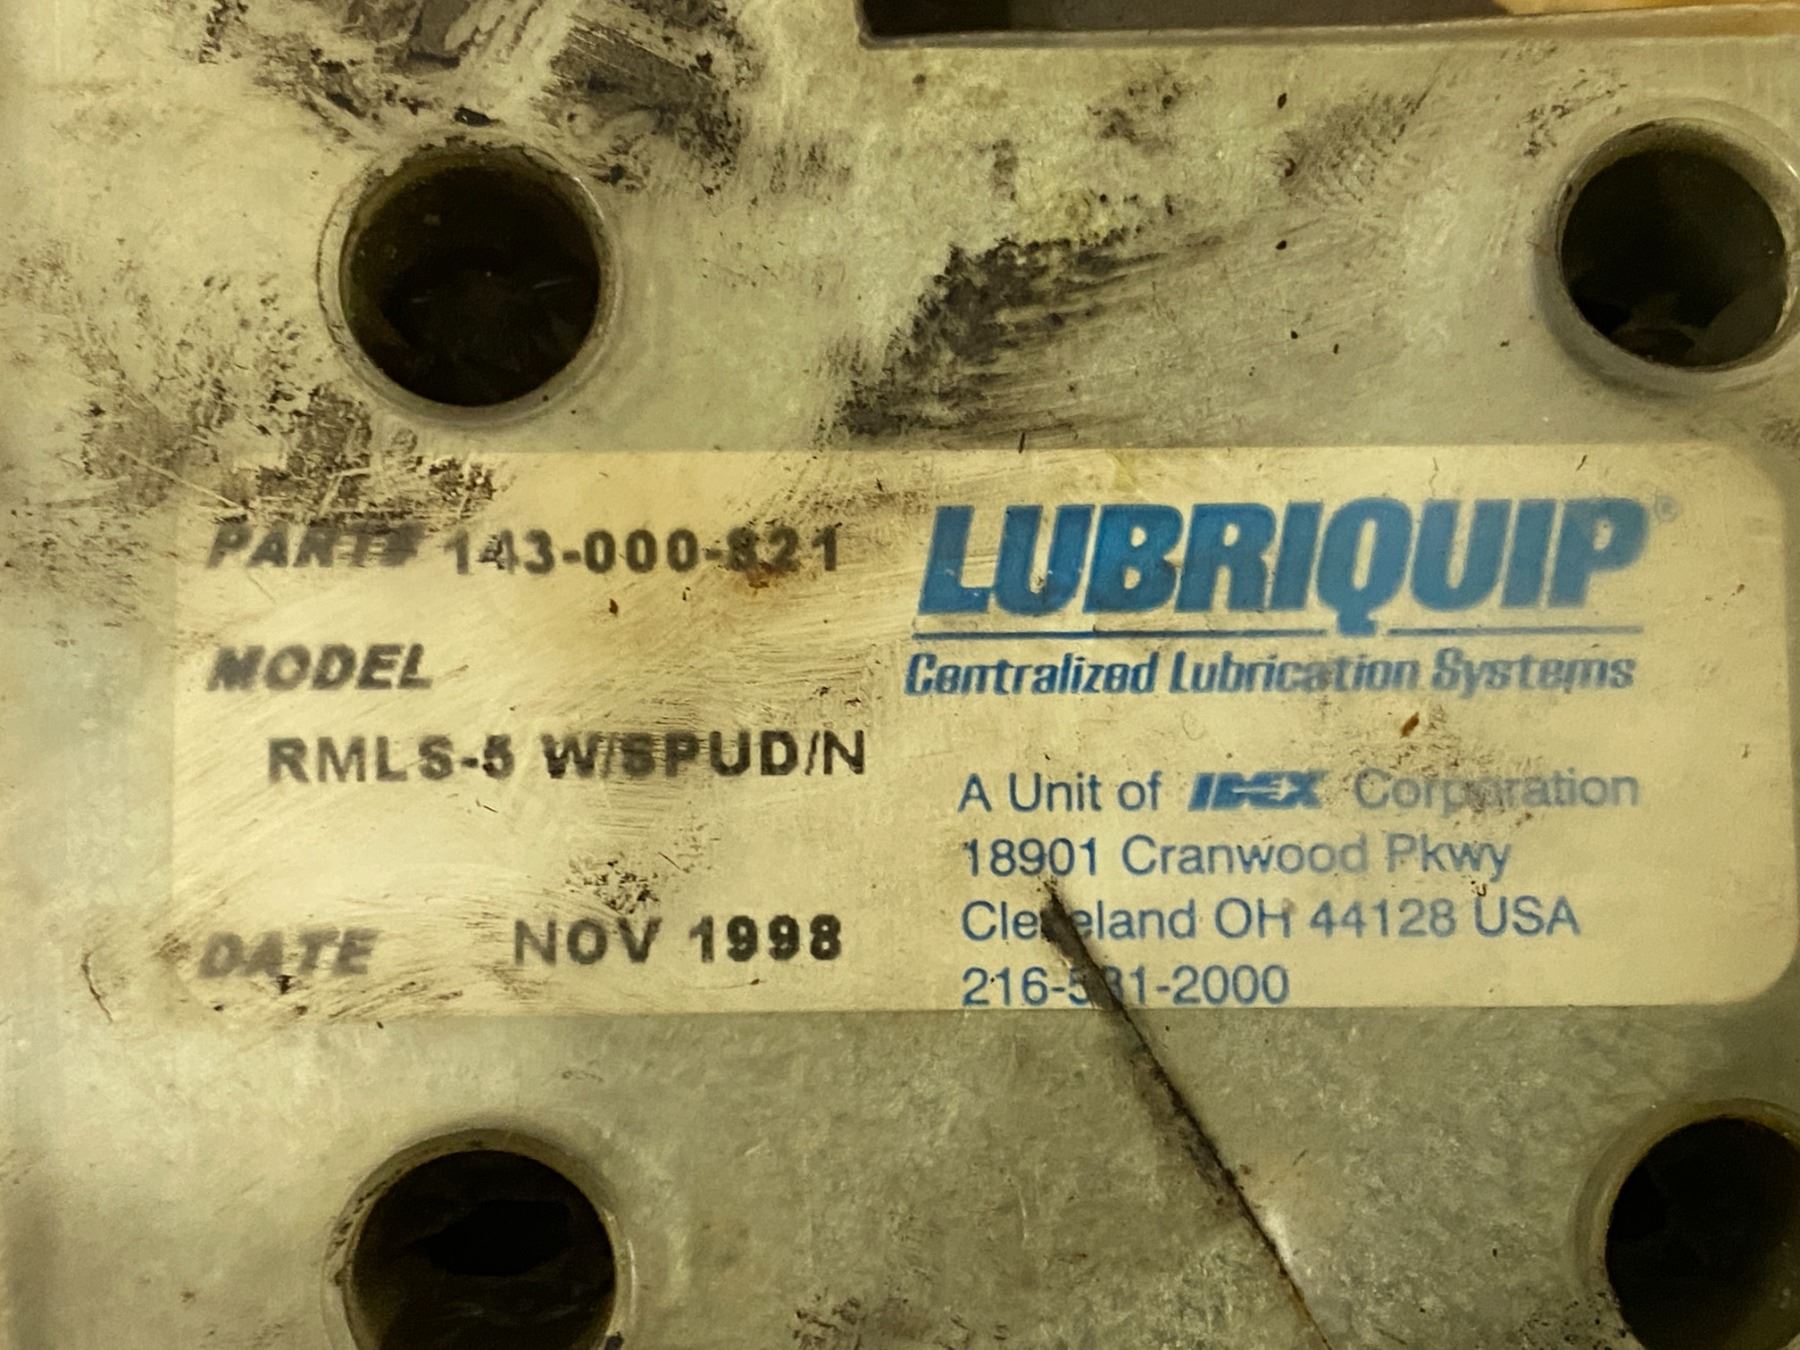 PART# 143-000-821
MODEL
RMLS-5 W/SPUD/N
DATE NOV 1998
LUBRIQUIP®
Centralized Lubrication Systems
A Unit of IDEX Corporation
18901 Cranwood Pkwy
Cleveland OH 44128 USA
216-581-2000